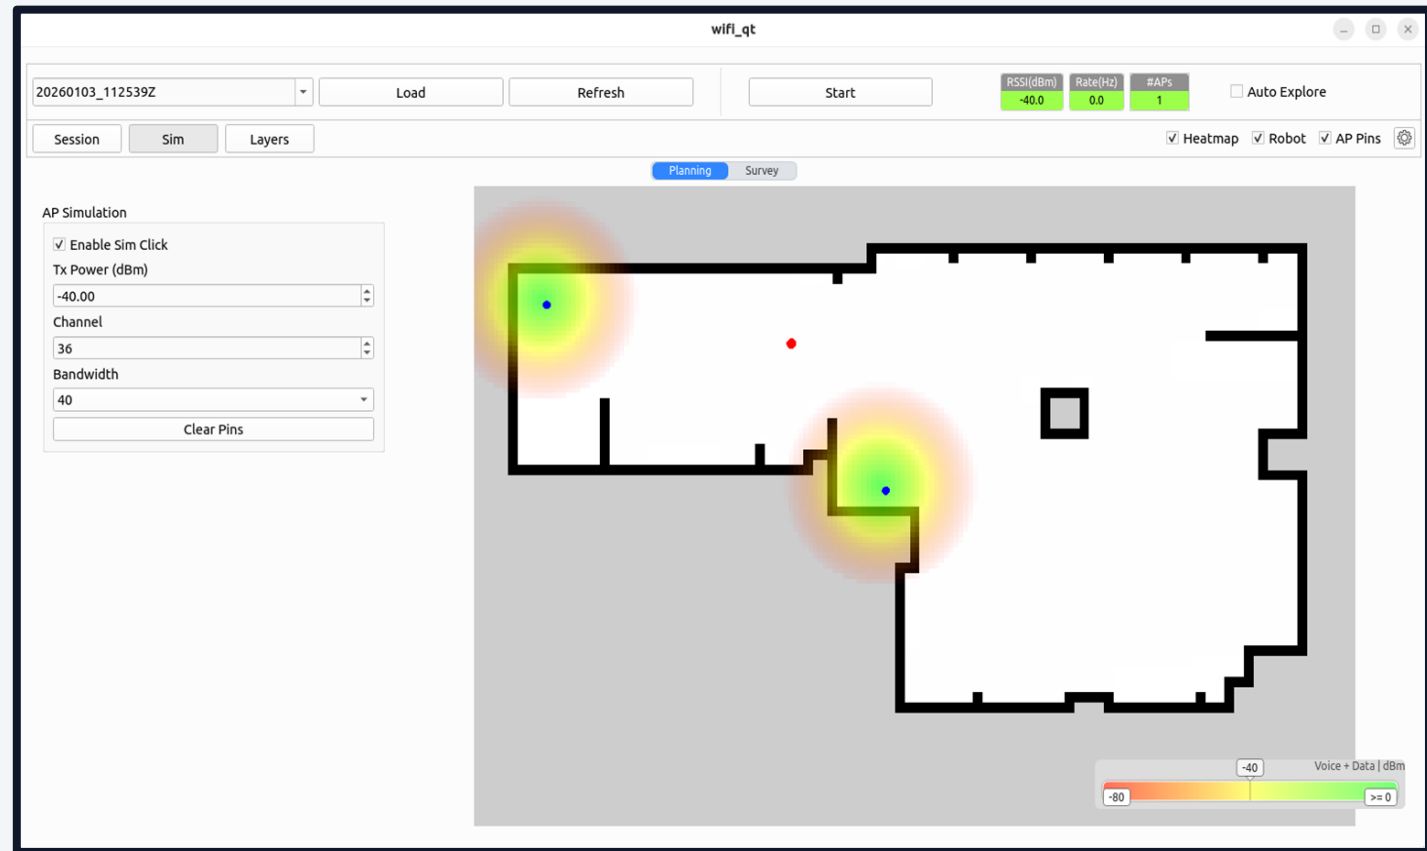 wifi_qt
20260103_112539Z Load Refresh Start RSSI(dBm) Rate(Hz) #APs Auto Explore
-40.0 0.0 1
Session Sim Layers Heatmap Robot AP Pins
Planning Survey
AP Simulation
Enable Sim Click
Tx Power (dBm)
-40.00
Channel
36
Bandwidth
40
Clear Pins
-40 Voice + Data | dBm
-80 >= 0